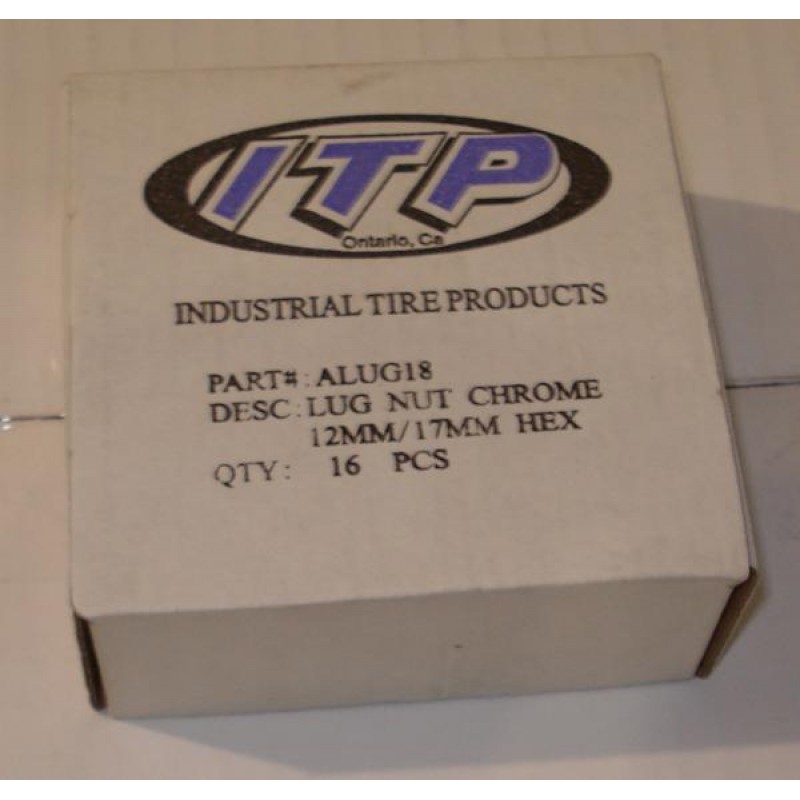 ITP
Ontario, Ca
INDUSTRIAL TIRE PRODUCTS
PART#: ALUG18
DESC: LUG NUT CHROME
12MM/17MM HEX
QTY: 16 PCS